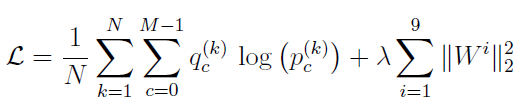 $\mathcal{L} = \frac{1}{N} \sum_{k=1}^{N} \sum_{c=0}^{M-1} q_c^{(k)} \log \left( p_c^{(k)} \right) + \lambda \sum_{i=1}^{9} \| W^i \|_2^2$